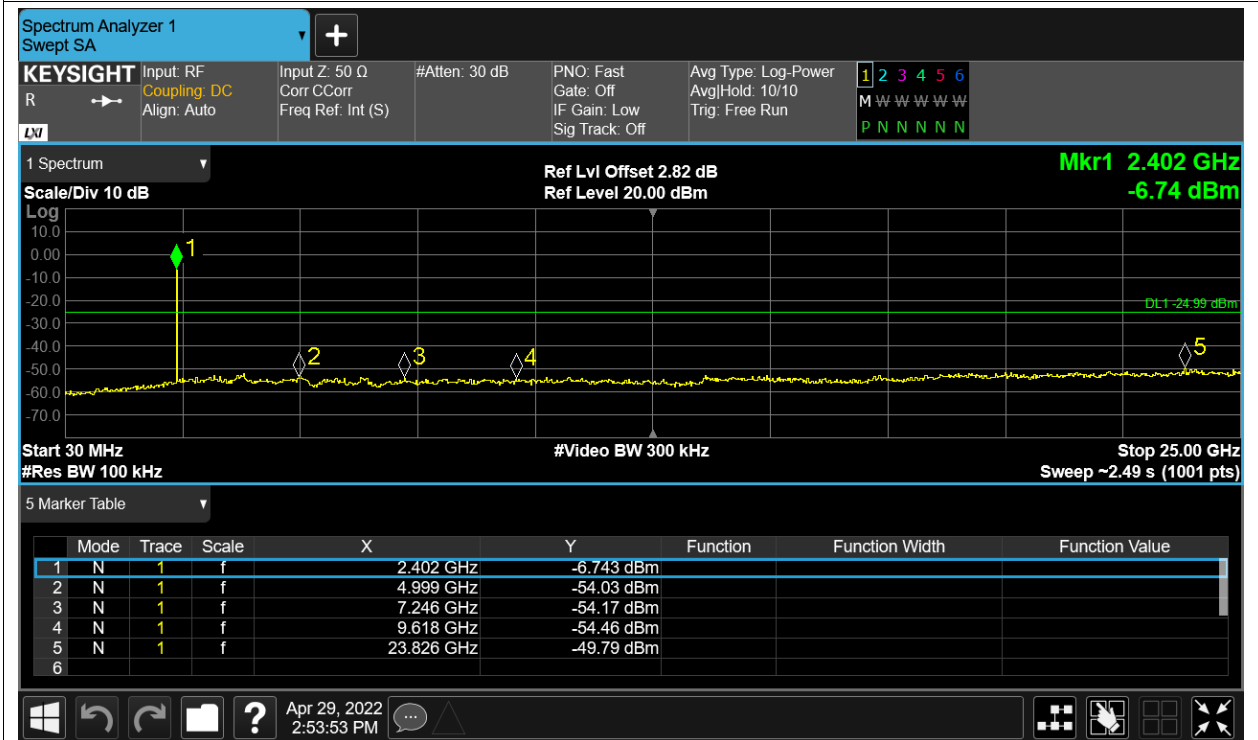 Spectrum Analyzer 1
Swept SA
+
KEYSIGHT Input: RF Input Z: 50 Ω #Atten: 30 dB PNO: Fast Avg Type: Log-Power 1 2 3 4 5 6
R Coupling: DC Corr CCorr Gate: Off Avg|Hold: 10/10 M W W W W W
Align: Auto Freq Ref: Int (S) IF Gain: Low Trig: Free Run
LXI Sig Track: Off P N N N N N
1 Spectrum
Ref Lvl Offset 2.82 dB Mkr1 2.402 GHz
Scale/Div 10 dB Ref Level 20.00 dBm -6.74 dBm
Log
10.0
0.00
-10.0
-20.0
-30.0
-40.0
-50.0
-60.0
-70.0
1
DL1 -24.99 dBm
2 3 4 5
Start 30 MHz #Video BW 300 kHz Stop 25.00 GHz
#Res BW 100 kHz Sweep ~2.49 s (1001 pts)
5 Marker Table
Mode Trace Scale X Y Function Function Width Function Value
1 N 1 f 2.402 GHz -6.743 dBm
2 N 1 f 4.999 GHz -54.03 dBm
3 N 1 f 7.246 GHz -54.17 dBm
4 N 1 f 9.618 GHz -54.46 dBm
5 N 1 f 23.826 GHz -49.79 dBm
6
? Apr 29, 2022
2:53:53 PM